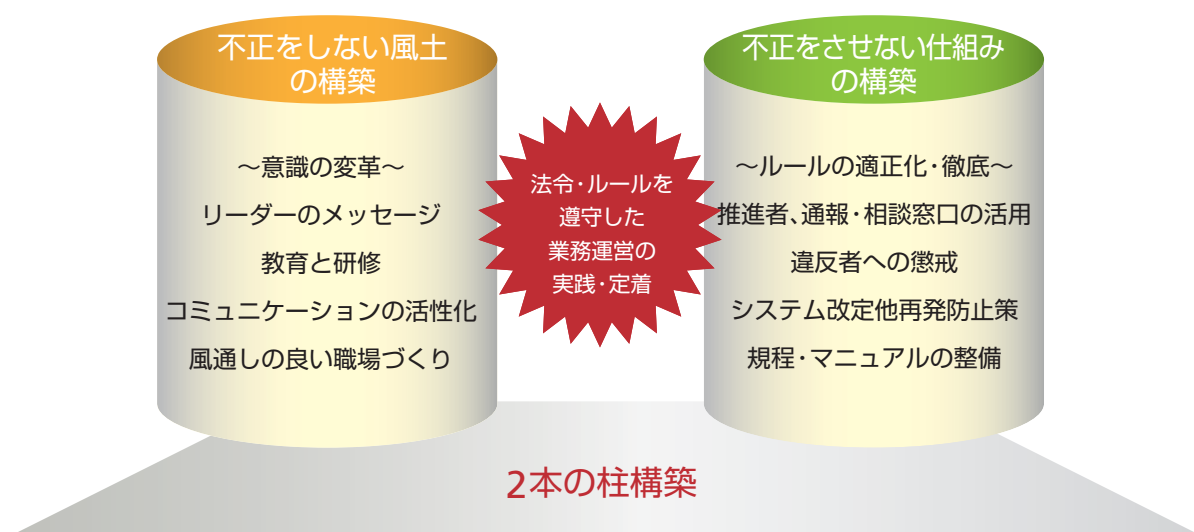 不正をしない風土
の構築
～意識の変革～
リーダーのメッセージ
教育と研修
コミュニケーションの活性化
風通しの良い職場づくり
法令・ルールを
遵守した
業務運営の
実践・定着
不正をさせない仕組み
の構築
～ルールの適正化・徹底～
推進者、通報・相談窓口の活用
違反者への懲戒
システム改定他再発防止策
規程・マニュアルの整備
2本の柱構築